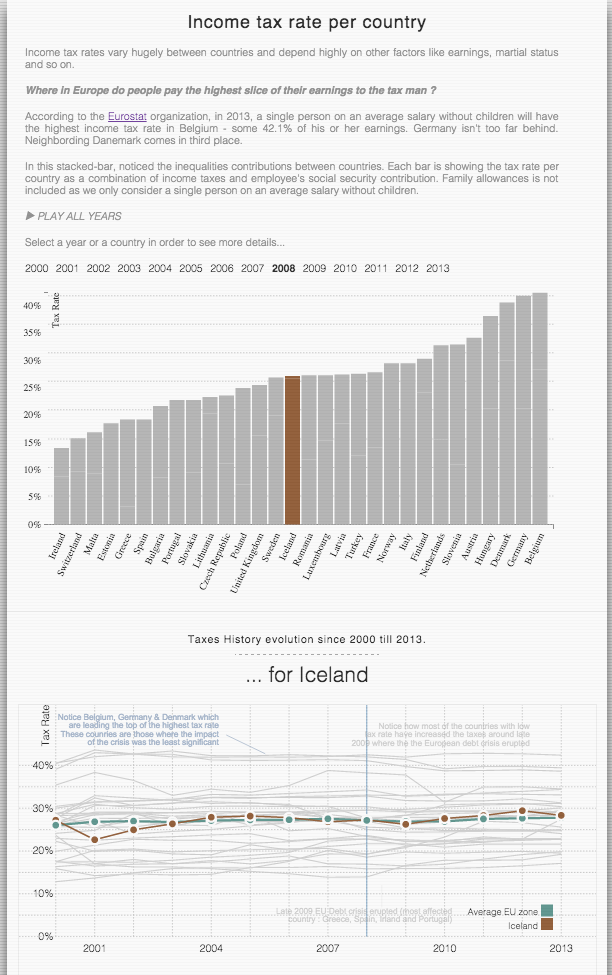 Income tax rate per country
Income tax rates vary hugely between countries and depend highly on other factors like earnings, martial status
and so on.
Where in Europe do people pay the highest slice of their earnings to the tax man ?
According to the Eurostat organization, in 2013, a single person on an average salary without children will have
the highest income tax rate in Belgium - some 42.1% of his or her earnings. Germany isn't too far behind.
Neighbording Danemark comes in third place.
In this stacked-bar, noticed the inequalities contributions between countries. Each bar is showing the tax rate per
country as a combination of income taxes and employee's social security contribution. Family allowances is not
included as we only consider a single person on an average salary without children.
▶ PLAY ALL YEARS
Select a year or a country in order to see more details...
2000 2001 2002 2003 2004 2005 2006 2007 2008 2009 2010 2011 2012 2013
Tax Rate
40%
35%
30%
25%
20%
15%
10%
5%
0%
Ireland
Switzerland
Malta
Estonia
Greece
Spain
Bulgaria
Portugal
Slovakia
Lithuania
Czech Republic
Poland
United Kingdom
Sweden
Iceland
Romania
Luxembourg
Latvia
Turkey
France
Norway
Italy
Finland
Netherlands
Slovenia
Austria
Hungary
Denmark
Germany
Belgium
Taxes History evolution since 2000 till 2013.
... for Iceland
Tax Rate
Notice Belgium, Germany & Denmark which
are leading the top of the highest tax rate
These counries are those where the impact
of the crisis was the least significant
Notice how most of the countries with low
tax rate have increased the taxes around late
2009 where the the European debt crisis erupted
40%
30%
20%
10%
0%
Late 2009 EU Debt crisis erupted (most affected
country : Greece, Spain, Irland and Portugal)
Average EU zone
Iceland
2001 2004 2007 2010 2013